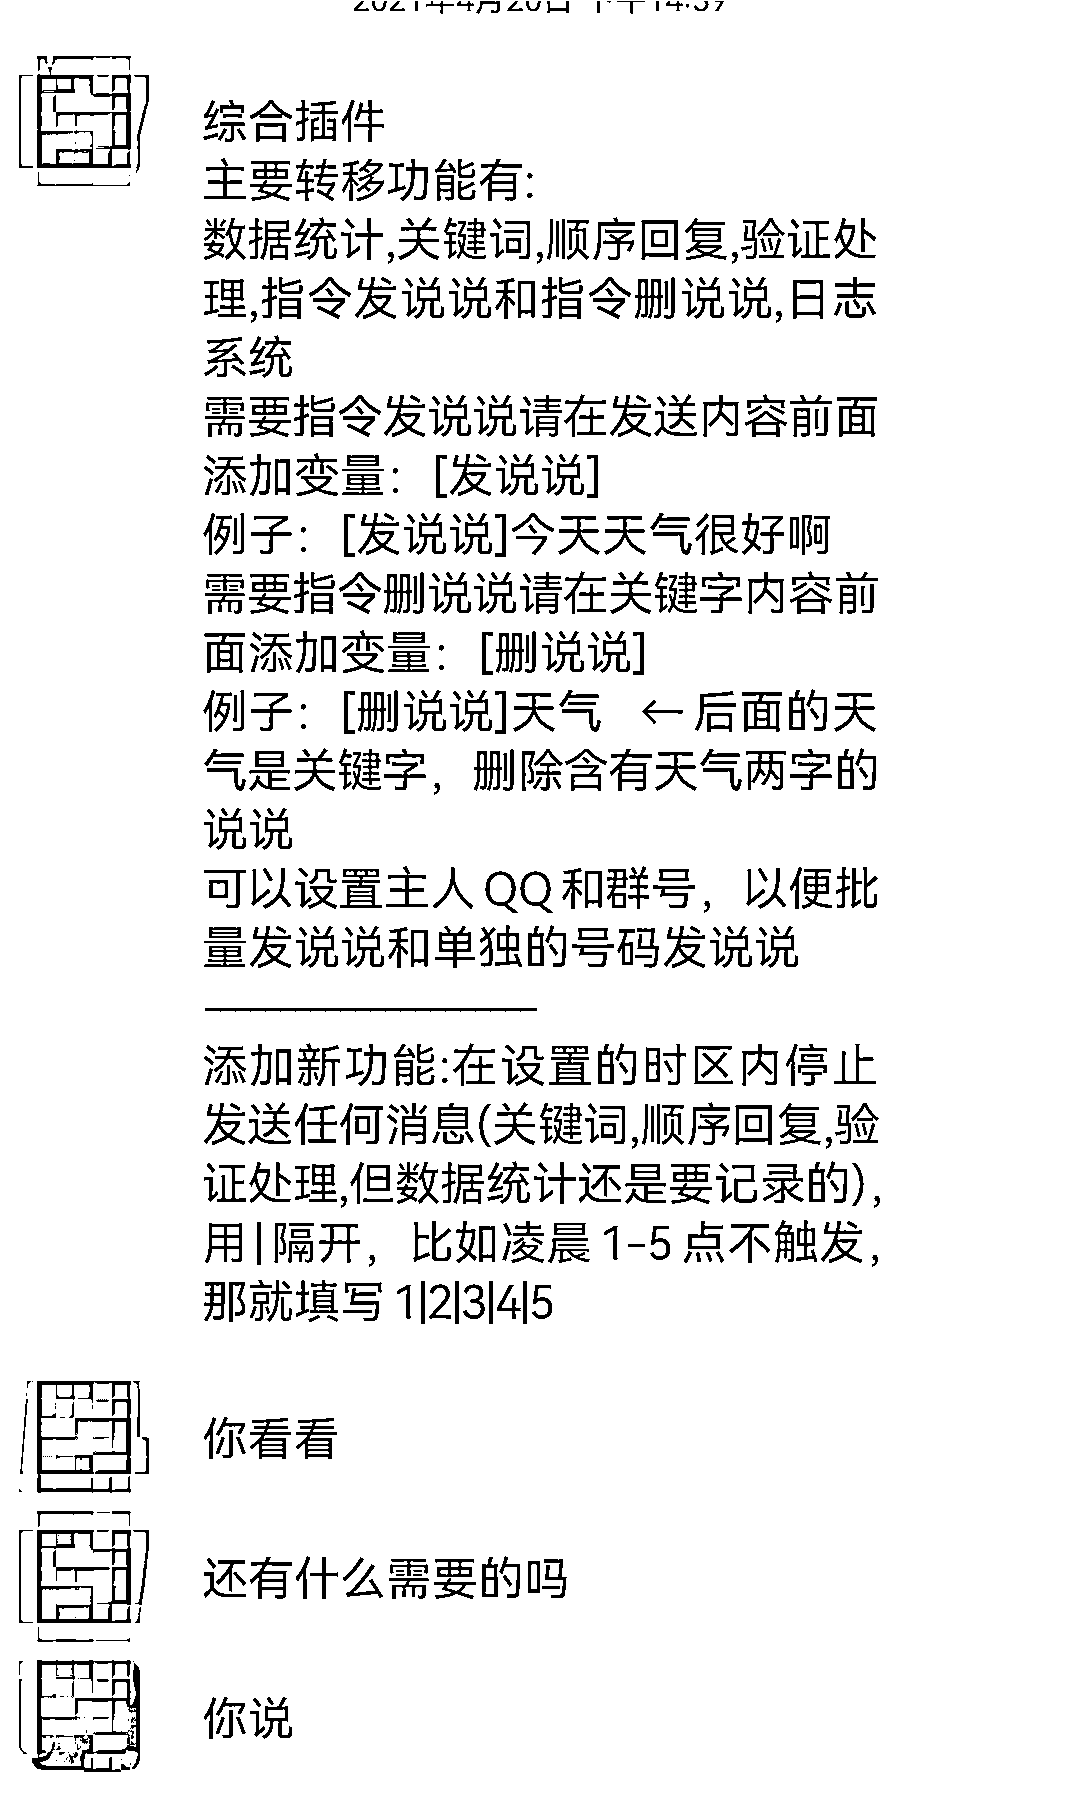 综合插件
主要转移功能有:
数据统计,关键词,顺序回复,验证处
理,指令发说说和指令删说说,日志
系统
需要指令发说说请在发送内容前面
添加变量：[发说说]
例子：[发说说]今天天气很好啊
需要指令删说说请在关键字内容前
面添加变量：[删说说]
例子：[删说说]天气 ←后面的天
气是关键字，删除含有天气两字的
说说
可以设置主人QQ和群号，以便批
量发说说和单独的号码发说说
————————————
添加新功能:在设置的时区内停止
发送任何消息(关键词,顺序回复,验
证处理,但数据统计还是要记录的)，
用|隔开，比如凌晨1-5点不触发，
那就填写1|2|3|4|5
你看看
还有什么需要的吗
你说